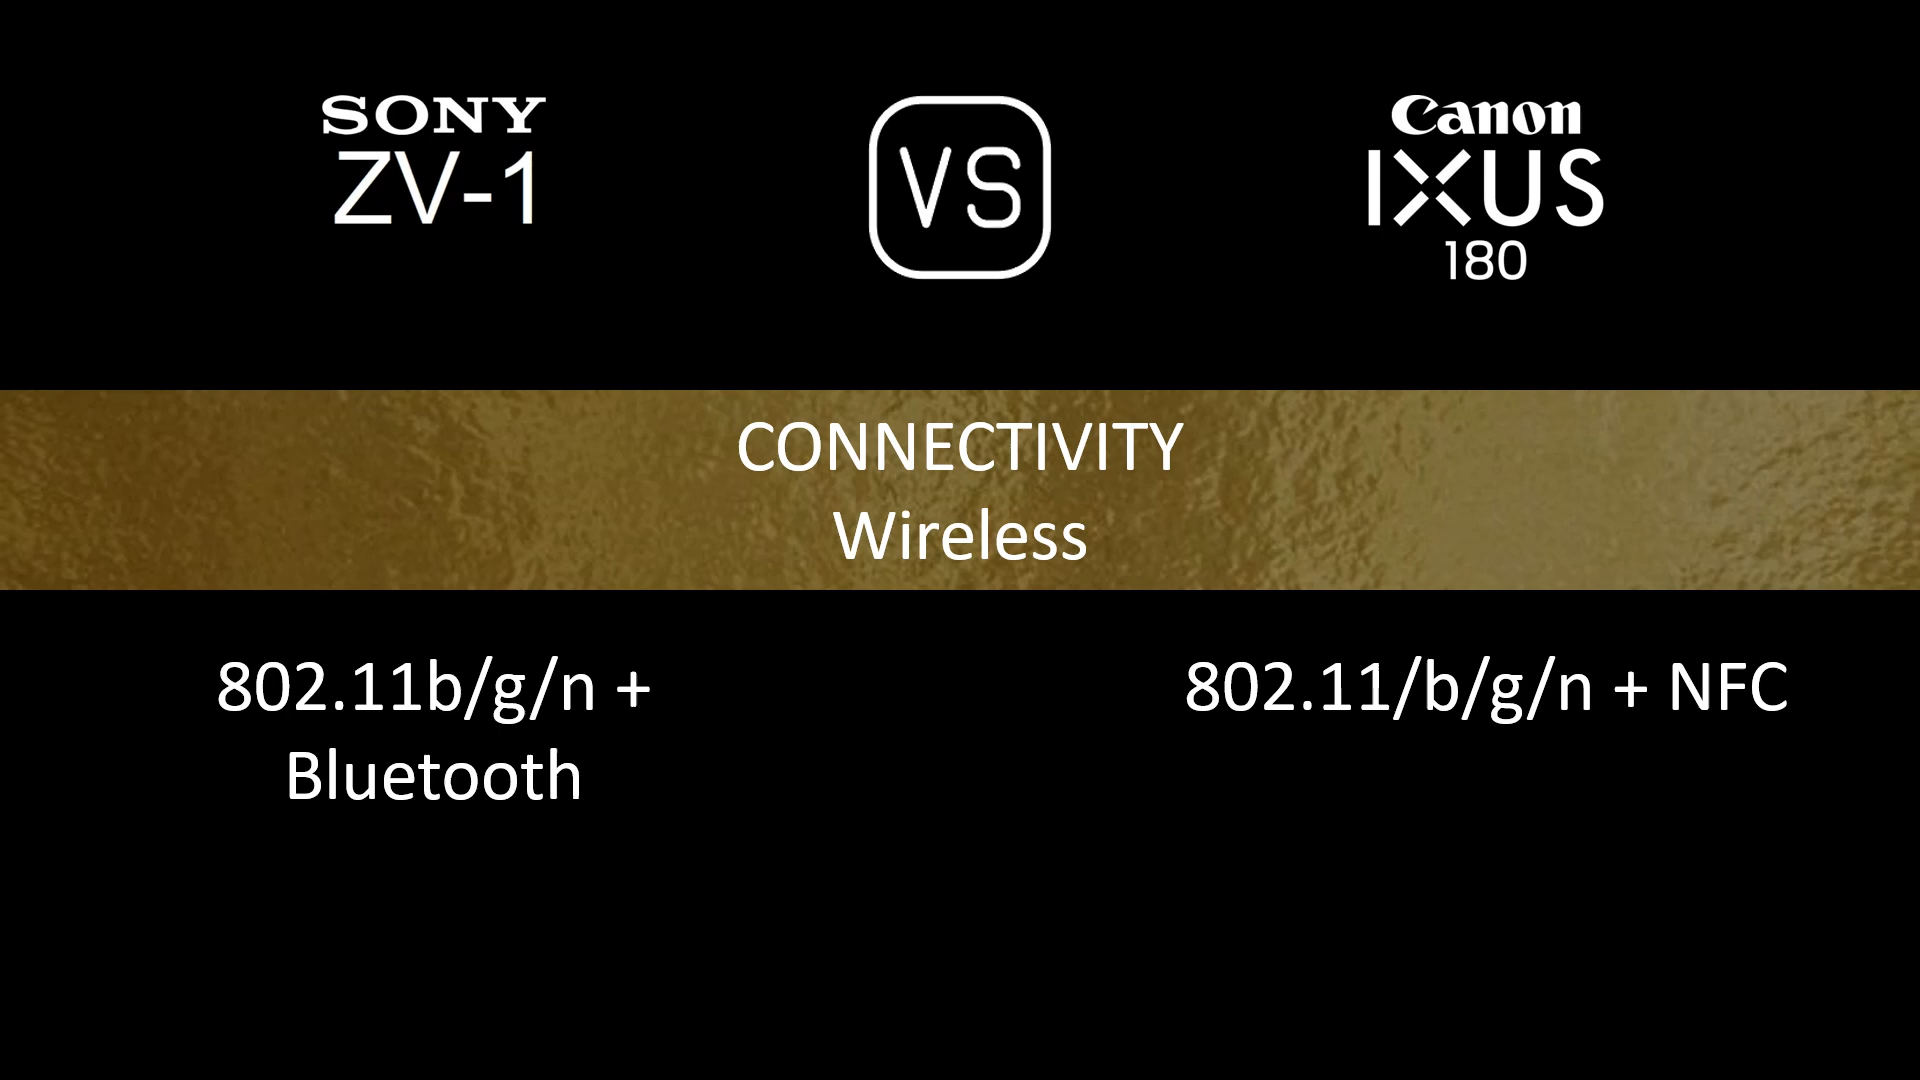 SONY
ZV-1
VS
Canon
IXUS
180
CONNECTIVITY
Wireless
802.11b/g/n +
Bluetooth
802.11/b/g/n + NFC